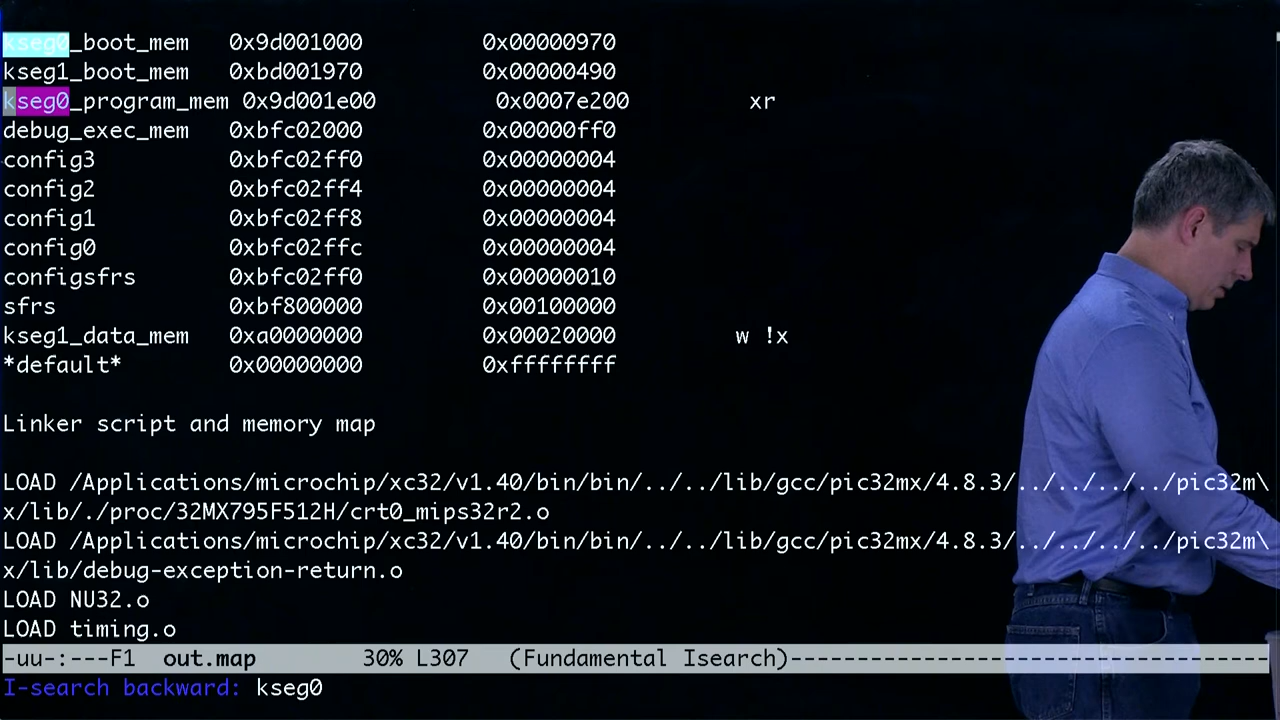 kseg0_boot_mem 0x9d001000 0x00000970
kseg1_boot_mem 0xbd001970 0x00000490
kseg0_program_mem 0x9d001e00 0x0007e200 xr
debug_exec_mem 0xbfc02000 0x00000ff0
config3 0xbfc02ff0 0x00000004
config2 0xbfc02ff4 0x00000004
config1 0xbfc02ff8 0x00000004
config0 0xbfc02ffc 0x00000004
configsfrs 0xbfc02ff0 0x00000010
sfrs 0xbf800000 0x00100000
kseg1_data_mem 0xa0000000 0x00020000 w !x
*default* 0x00000000 0xffffffff
Linker script and memory map
LOAD /Applications/microchip/xc32/v1.40/bin/bin/../../lib/gcc/pic32mx/4.8.3/../../../../pic32m\
x/lib/./proc/32MX795F512H/crt0_mips32r2.o
LOAD /Applications/microchip/xc32/v1.40/bin/bin/../../lib/gcc/pic32mx/4.8.3/../../../../pic32m\
x/lib/debug-exception-return.o
LOAD NU32.o
LOAD timing.o
-uu-:---F1 out.map 30% L307 (Fundamental Isearch)------------------------------------
I-search backward: kseg0